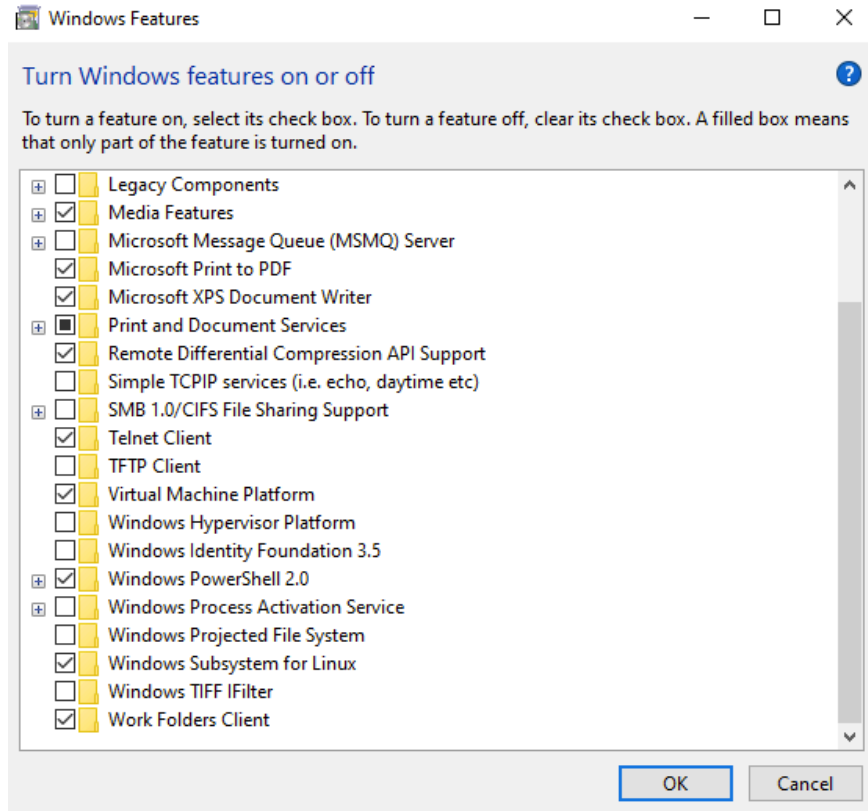 Windows Features
Turn Windows features on or off
To turn a feature on, select its check box. To turn a feature off, clear its check box. A filled box means
that only part of the feature is turned on.
Legacy Components
Media Features
Microsoft Message Queue (MSMQ) Server
Microsoft Print to PDF
Microsoft XPS Document Writer
Print and Document Services
Remote Differential Compression API Support
Simple TCPIP services (i.e. echo, daytime etc)
SMB 1.0/CIFS File Sharing Support
Telnet Client
TFTP Client
Virtual Machine Platform
Windows Hypervisor Platform
Windows Identity Foundation 3.5
Windows PowerShell 2.0
Windows Process Activation Service
Windows Projected File System
Windows Subsystem for Linux
Windows TIFF IFilter
Work Folders Client
OK Cancel